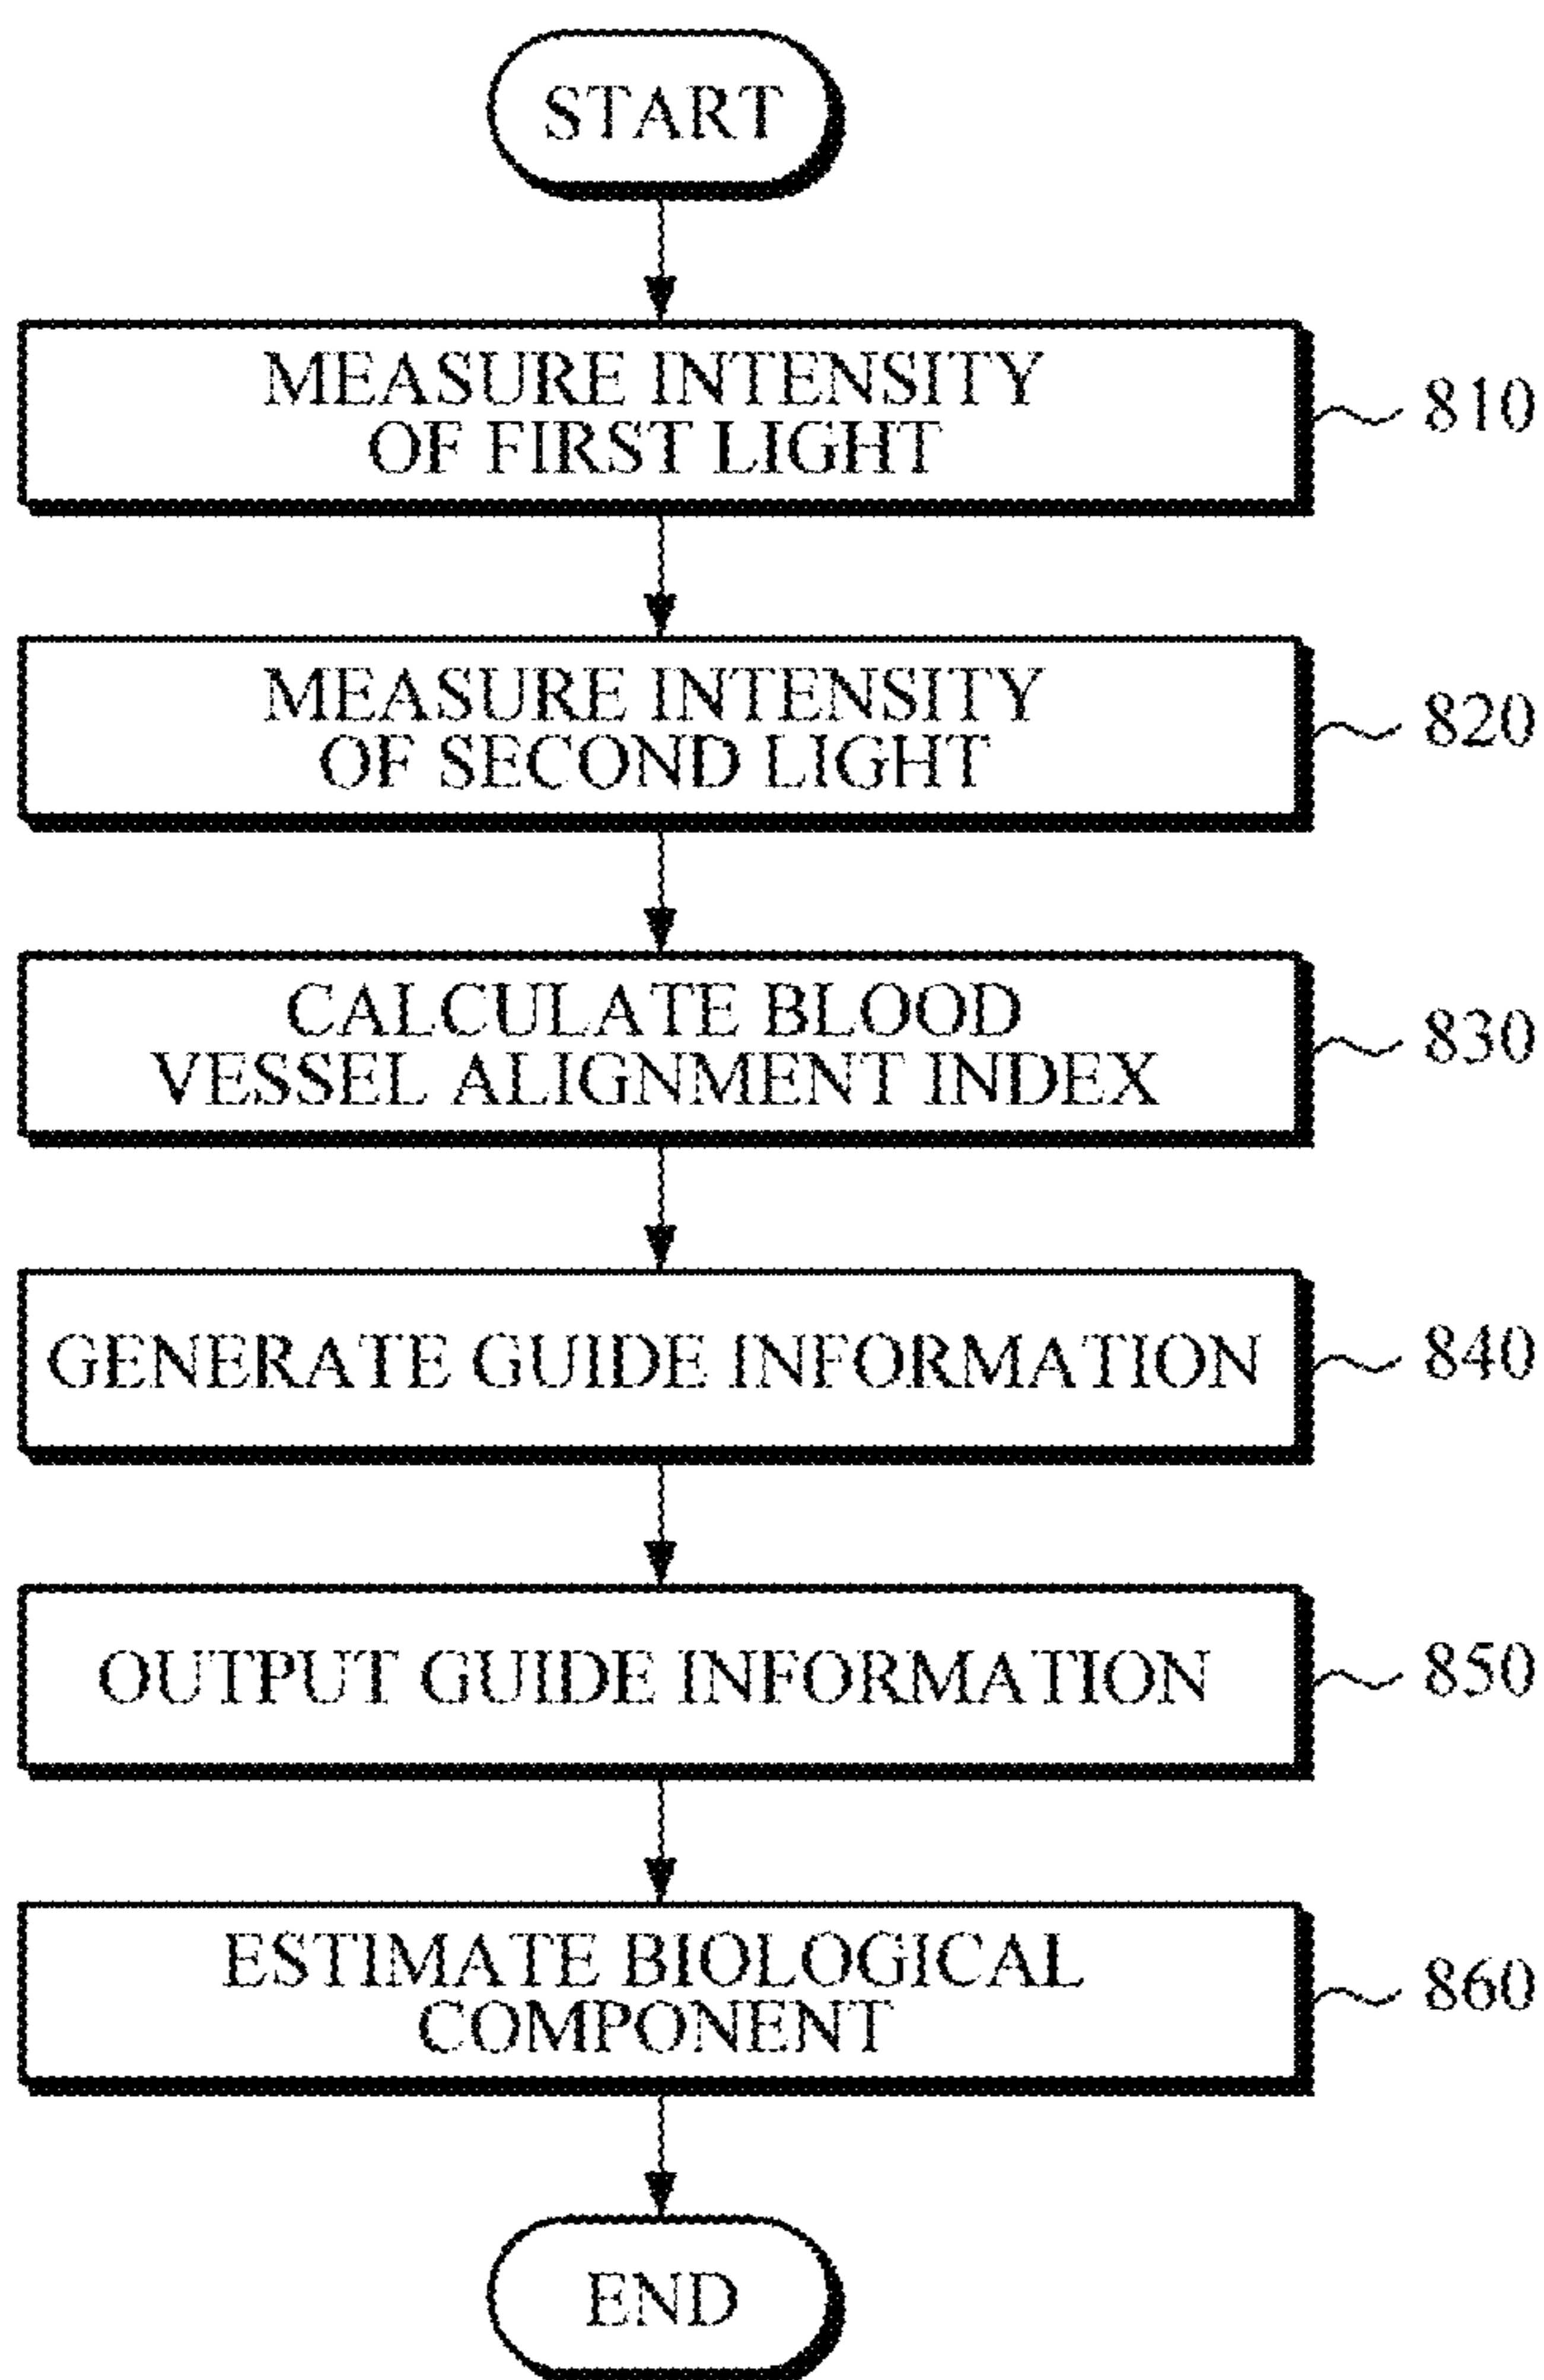 START
MEASURE INTENSITY
OF FIRST LIGHT
810
MEASURE INTENSITY
OF SECOND LIGHT
820
CALCULATE BLOOD
VESSEL ALIGNMENT INDEX
830
GENERATE GUIDE INFORMATION
840
OUTPUT GUIDE INFORMATION
850
ESTIMATE BIOLOGICAL
COMPONENT
860
END